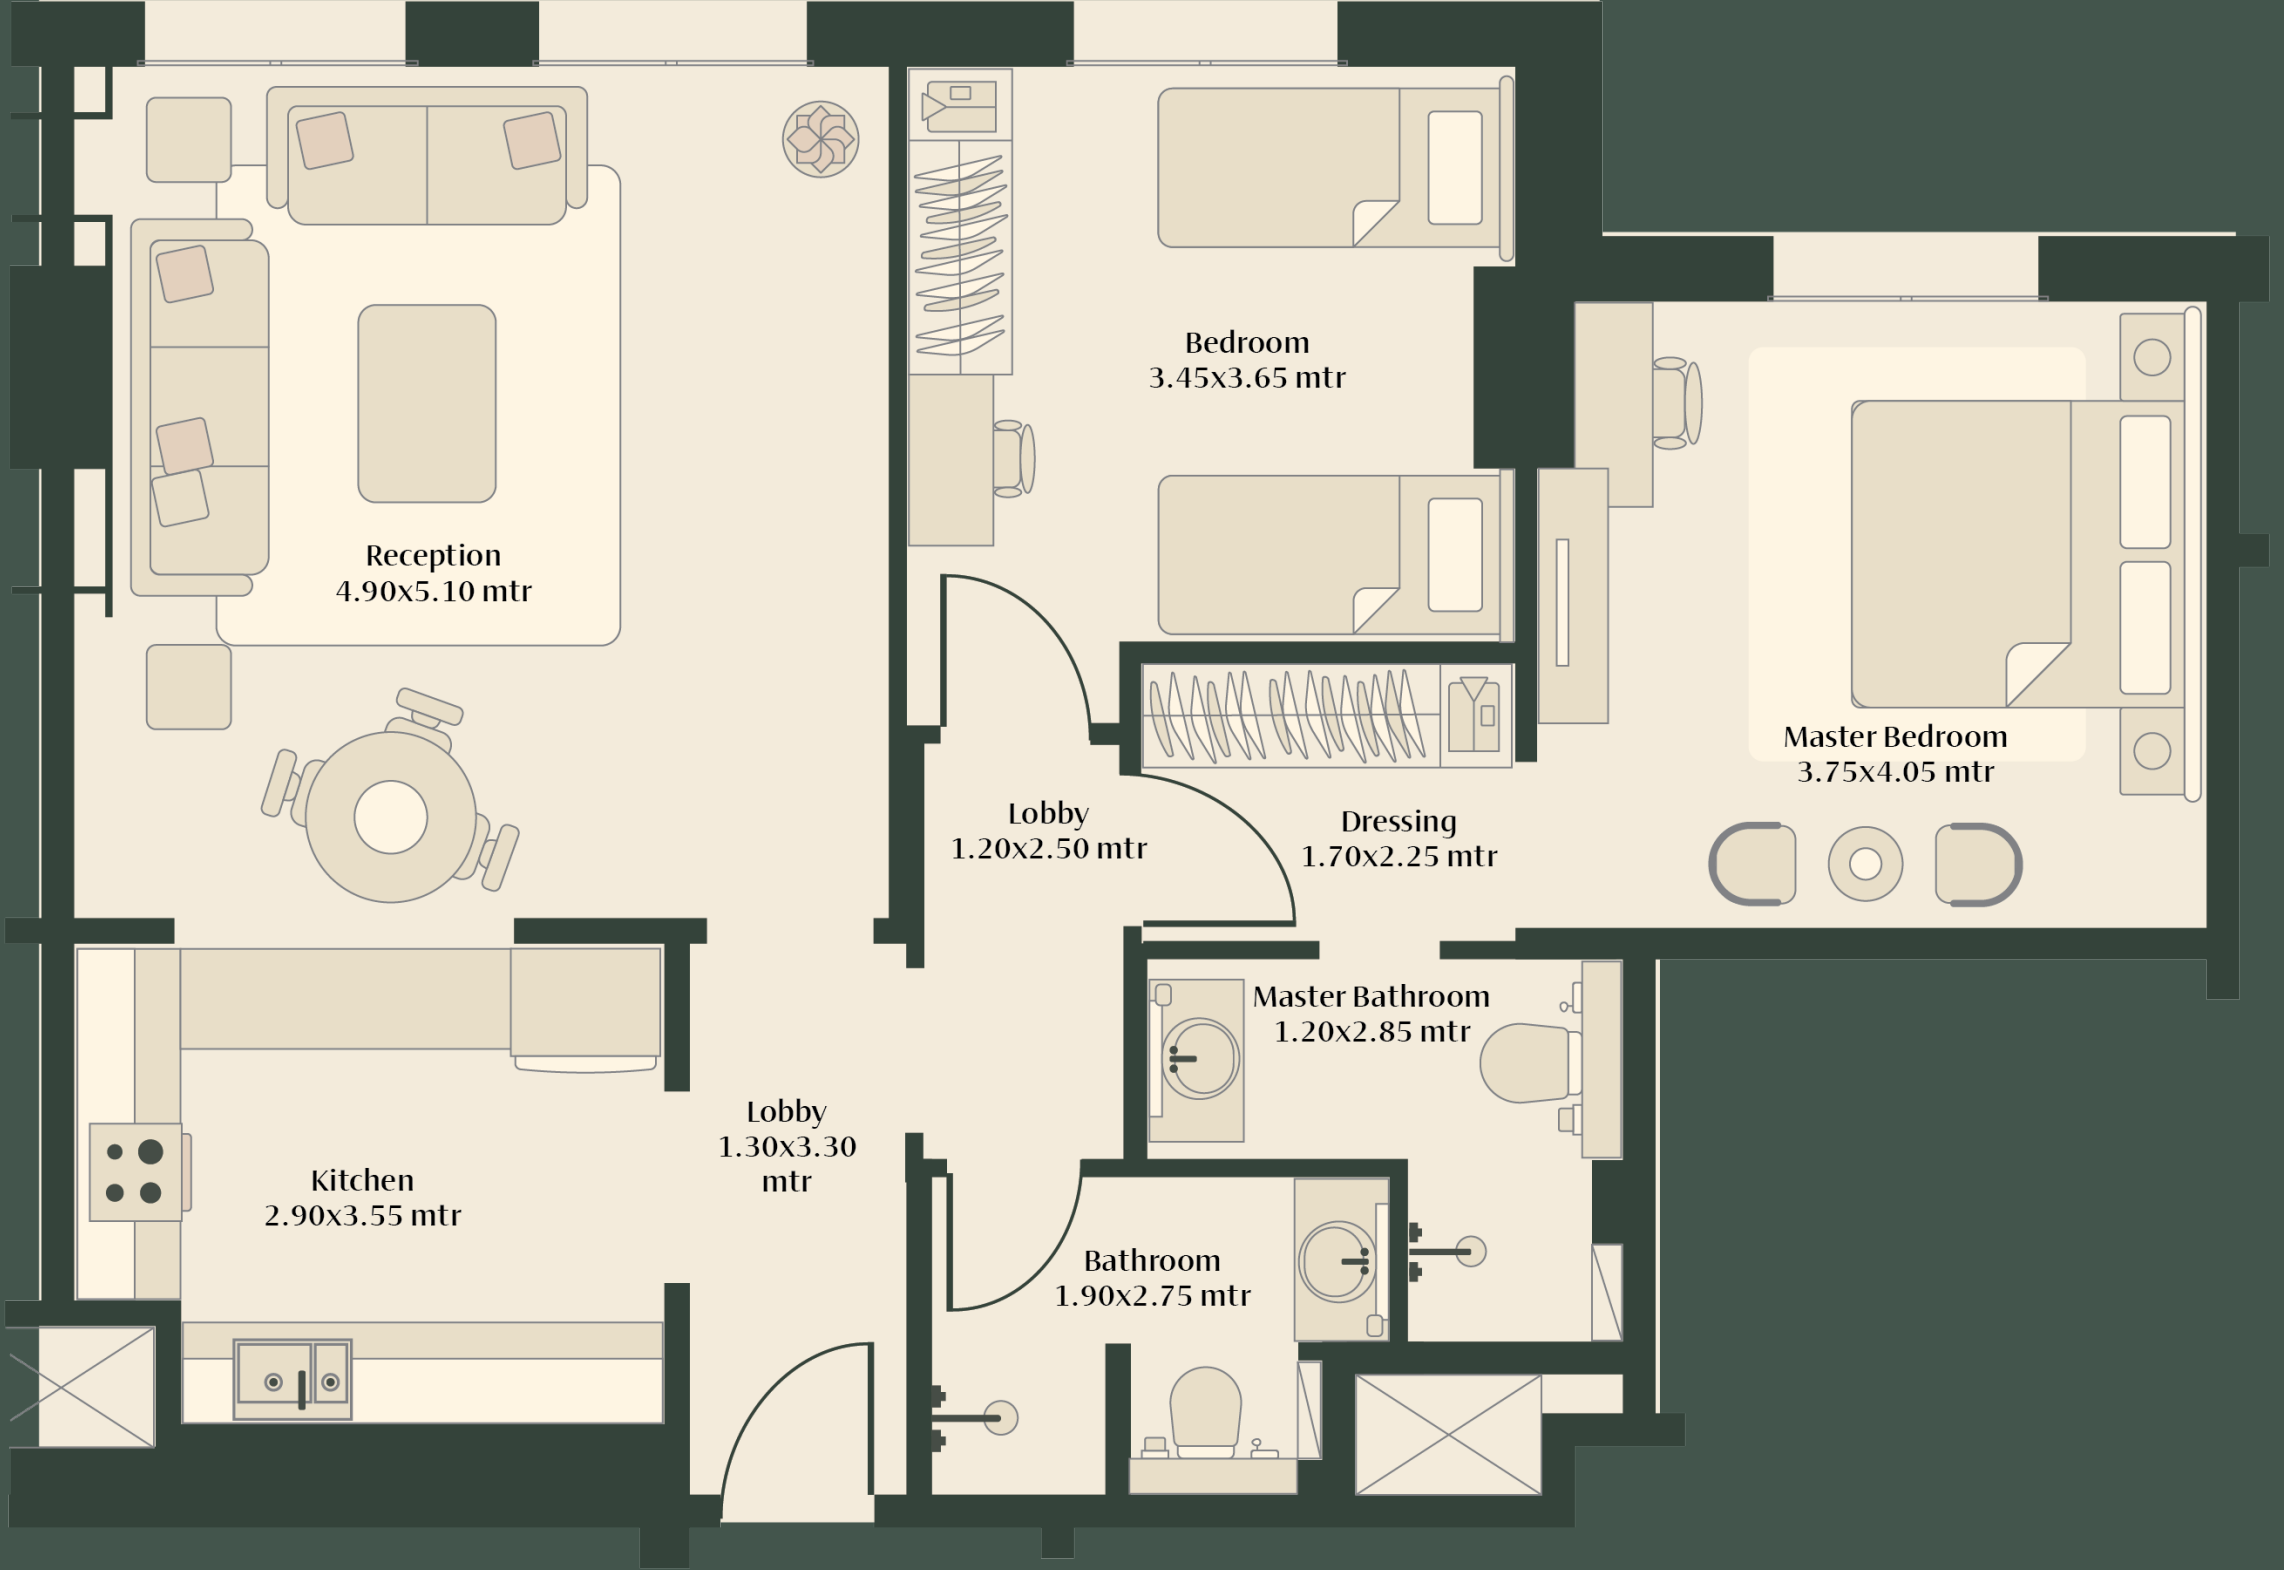 Bedroom
3.45x3.65 mtr
Reception
4.90x5.10 mtr
Master Bedroom
3.75x4.05 mtr
Lobby
1.20x2.50 mtr
Dressing
1.70x2.25 mtr
Master Bathroom
1.20x2.85 mtr
Lobby
1.30x3.30
mtr
Kitchen
2.90x3.55 mtr
Bathroom
1.90x2.75 mtr